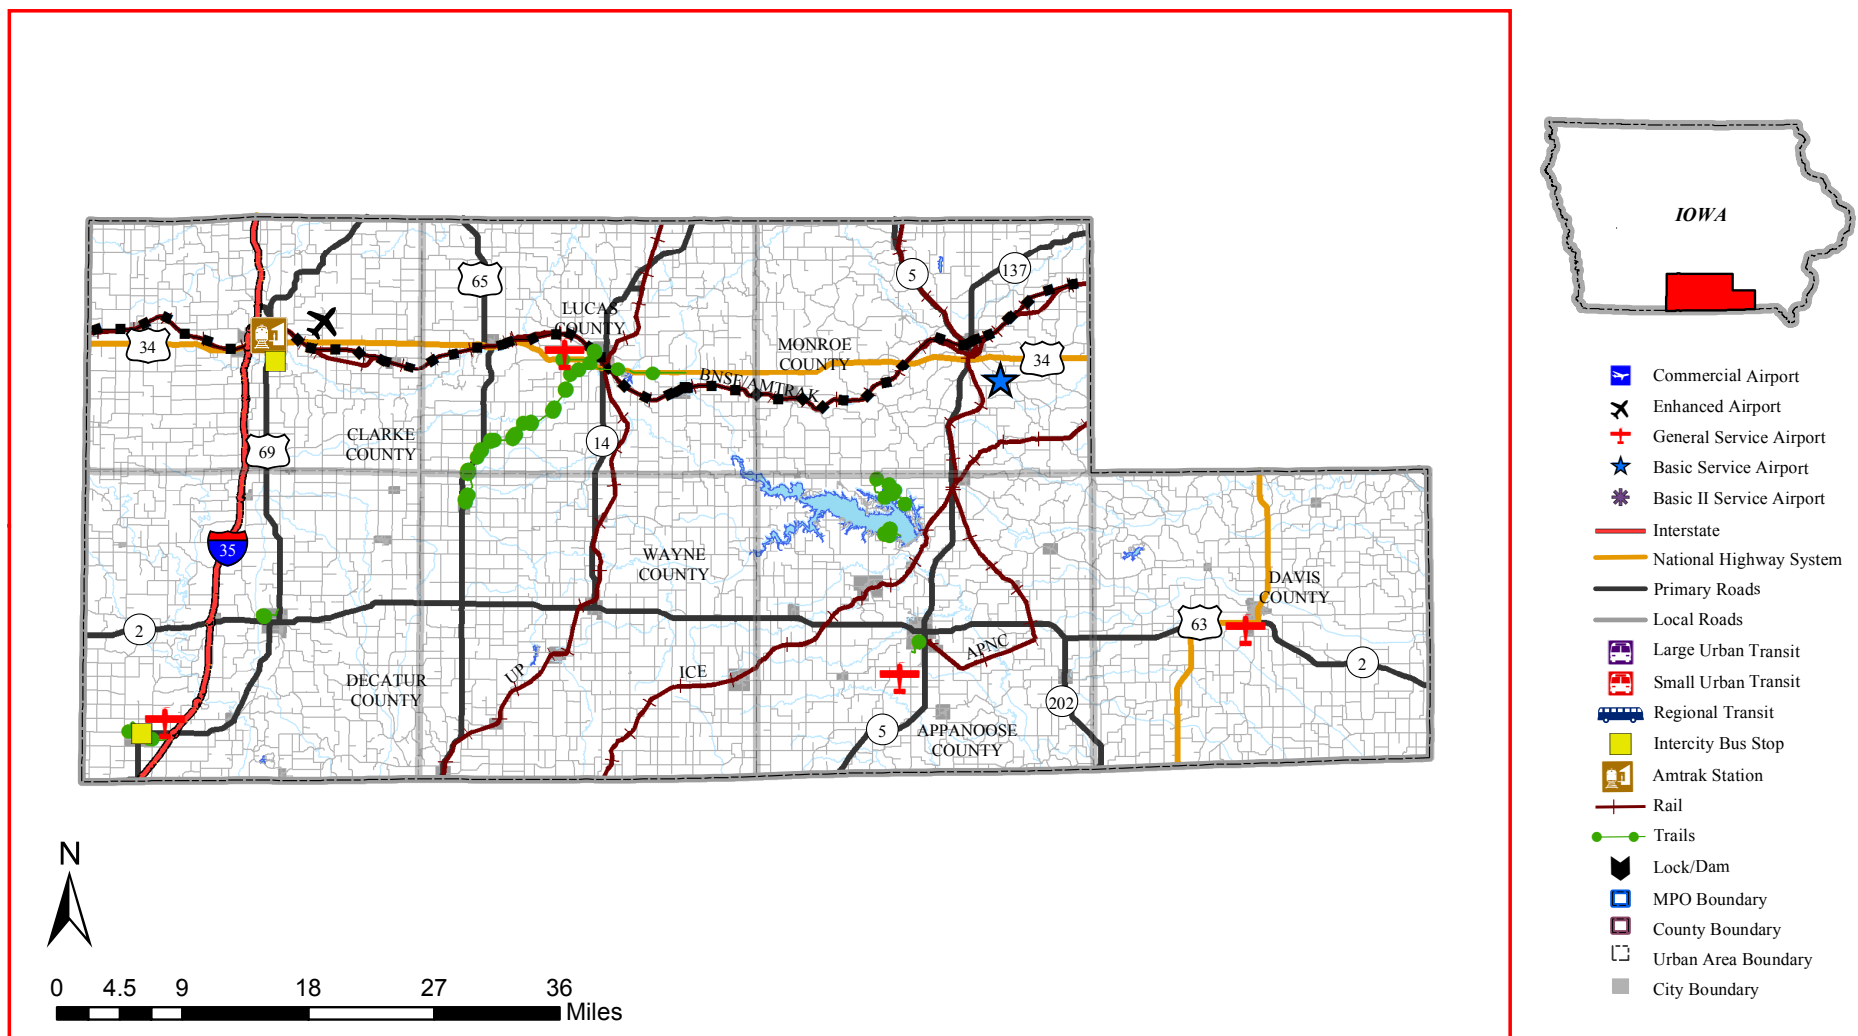 IOWA
65
5
137
LUCAS
COUNTY
34
MONROE
COUNTY
34
BNSF/AMTRAK
CLARKE
COUNTY
69
14
35
WAYNE
COUNTY
DAVIS
COUNTY
2
63
APNC
UP
ICE
2
DECATUR
COUNTY
202
5
APPANOOSE
COUNTY
N
0 4.5 9 18 27 36
Miles
Commercial Airport
Enhanced Airport
General Service Airport
Basic Service Airport
Basic II Service Airport
Interstate
National Highway System
Primary Roads
Local Roads
Large Urban Transit
Small Urban Transit
Regional Transit
Intercity Bus Stop
Amtrak Station
Rail
Trails
Lock/Dam
MPO Boundary
County Boundary
Urban Area Boundary
City Boundary